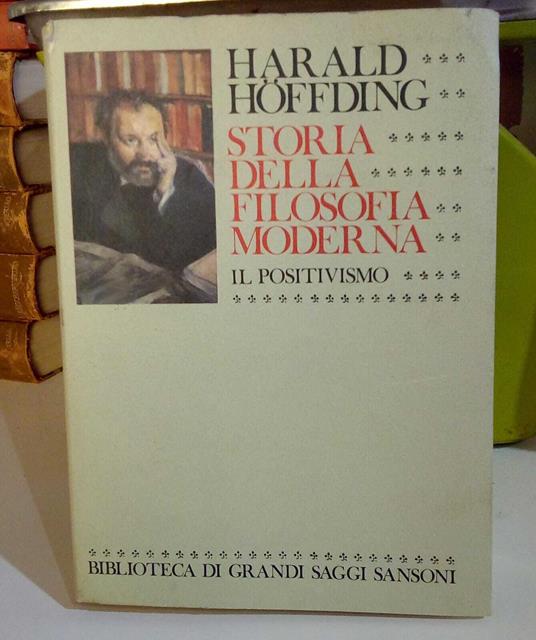 HARALD
HÖFFDING
STORIA
DELLA
FILOSOFIA
MODERNA
IL POSITIVISMO
BIBLIOTECA DI GRANDI SAGGI SANSONI